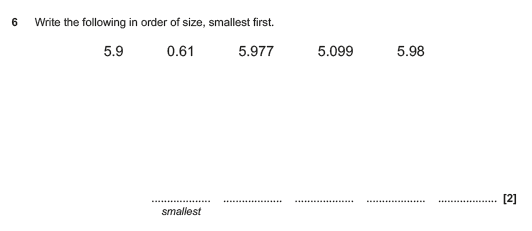 6 Write the following in order of size, smallest first.
5.9 0.61 5.977 5.099 5.98
.................... .................... .................... .................... .................... [2]
smallest